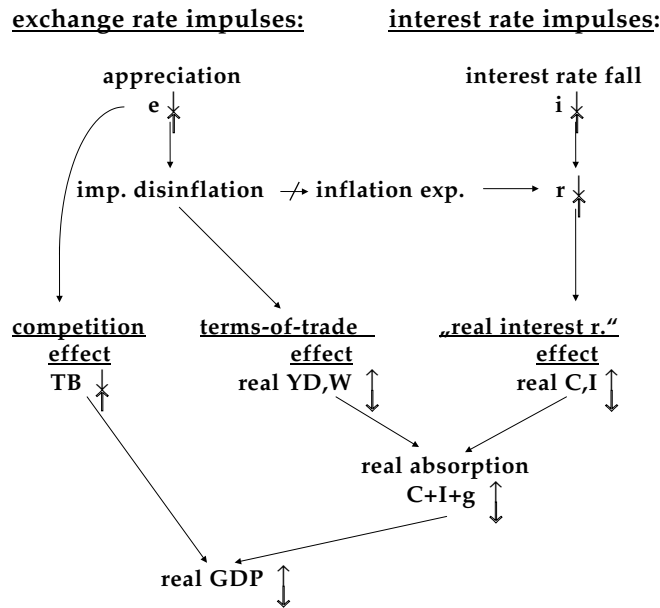 exchange rate impulses: interest rate impulses:
appreciation interest rate fall
e i
imp. disinflation inflation exp. r
competition terms-of-trade „real interest r.“
effect effect effect
TB real YD,W real C,I
real absorption
C+I+g
real GDP